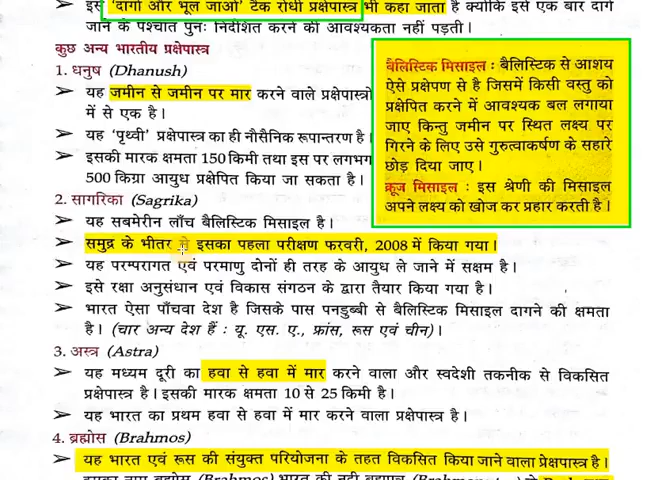 इसे 'दागो और भूल जाओ' टैंक रोधी प्रक्षेपास्त्र भी कहा जाता है क्योंकि इसे एक बार दागे
जाने के पश्चात पुनः निर्देशित करने की आवश्यकता नहीं पड़ती।
कुछ अन्य भारतीय प्रक्षेपास्त्र
1. धनुष (Dhanush)
➢ यह जमीन से जमीन पर मार करने वाले प्रक्षेपास्त्रो
में से एक है।
➢ यह 'पृथ्वी' प्रक्षेपास्त्र का ही नौसैनिक रूपान्तरण है।
➢ इसकी मारक क्षमता 150 किमी तथा इस पर लगभग
500 किग्रा आयुध प्रक्षेपित किया जा सकता है।
बैलिस्टिक मिसाइल : बैलिस्टिक से आशय
ऐसे प्रक्षेपण से है जिसमें किसी वस्तु को
प्रक्षेपित करने में आवश्यक बल लगाया
जाए किन्तु जमीन पर स्थित लक्ष्य पर
गिरने के लिए उसे गुरुत्वाकर्षण के सहारे
छोड़ दिया जाए।
क्रूज मिसाइल : इस श्रेणी की मिसाइल
अपने लक्ष्य को खोज कर प्रहार करती है।
2. सागरिका (Sagrika)
➢ यह सबमेरीन लाँच बैलिस्टिक मिसाइल है।
➢ समुद्र के भीतर से इसका पहला परीक्षण फरवरी, 2008 में किया गया।
➢ यह परम्परागत एवं परमाणु दोनों ही तरह के आयुध ले जाने में सक्षम है।
➢ इसे रक्षा अनुसंधान एवं विकास संगठन के द्वारा तैयार किया गया है।
➢ भारत ऐसा पाँचवा देश है जिसके पास पनडुब्बी से बैलिस्टिक मिसाइल दागने की क्षमता
है। (चार अन्य देश हैं : यू. एस. ए., फ्रांस, रूस एवं चीन)।
3. अस्त्र (Astra)
➢ यह मध्यम दूरी का हवा से हवा में मार करने वाला और स्वदेशी तकनीक से विकसित
प्रक्षेपास्त्र है। इसकी मारक क्षमता 10 से 25 किमी है।
➢ यह भारत का प्रथम हवा से हवा में मार करने वाला प्रक्षेपास्त्र है।
4. ब्रह्मोस (Brahmos)
➢ यह भारत एवं रूस की संयुक्त परियोजना के तहत विकसित किया जाने वाला प्रक्षेपास्त्र है।